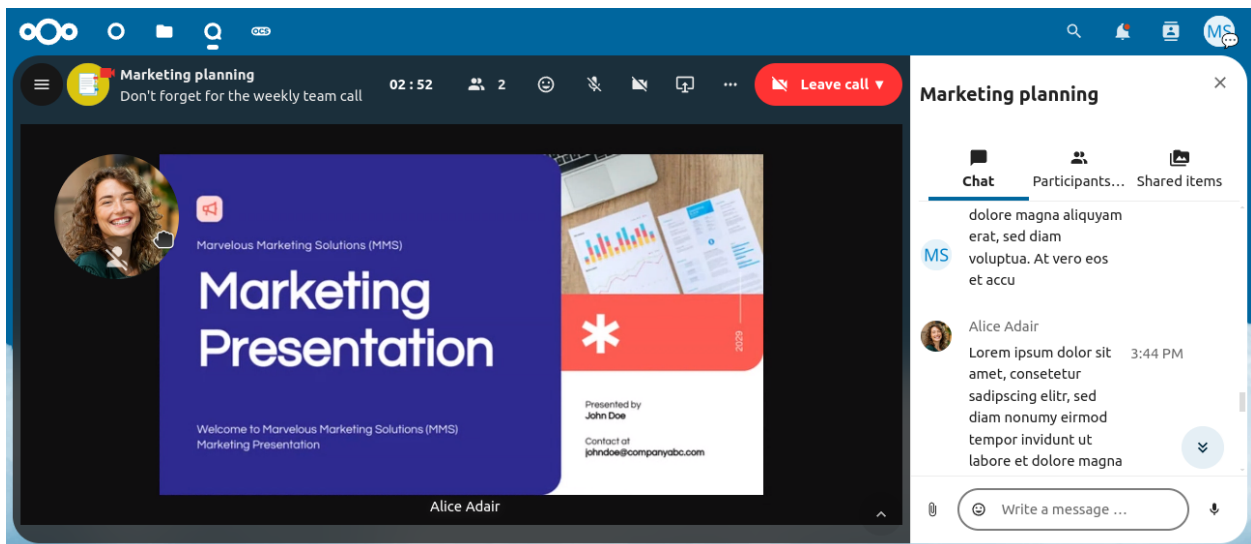 OCS
MS
Marketing planning
Don't forget for the weekly team call
02 : 52
2
Leave call
Marketing planning
Chat
Participants...
Shared items
Marvelous Marketing Solutions (MMS)
Marketing
Presentation
Welcome to Marvelous Marketing Solutions (MMS)
Marketing Presentation
2029
Presented by
John Doe
Contact at
johndoe@companyabc.com
Alice Adair
MS
dolore magna aliquyam
erat, sed diam
voluptua. At vero eos
et accu
Alice Adair
Lorem ipsum dolor sit
3:44 PM
amet, consetetur
sadipscing elitr, sed
diam nonumy eirmod
tempor invidunt ut
labore et dolore magna
Write a message ...